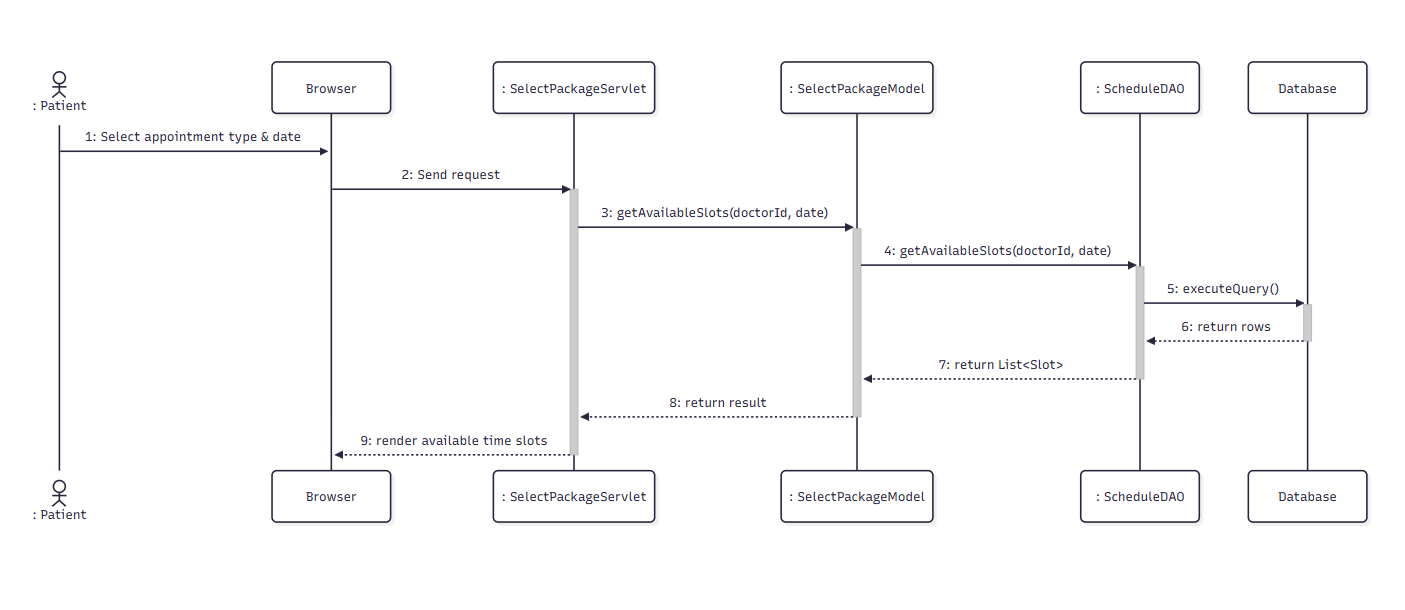 : Patient
Browser
: SelectPackageServlet
: SelectPackageModel
: ScheduleDAO
Database
1: Select appointment type & date
2: Send request
3: getAvailableSlots(doctorId, date)
4: getAvailableSlots(doctorId, date)
5: executeQuery()
6: return rows
7: return List<Slot>
8: return result
9: render available time slots
: Patient
Browser
: SelectPackageServlet
: SelectPackageModel
: ScheduleDAO
Database